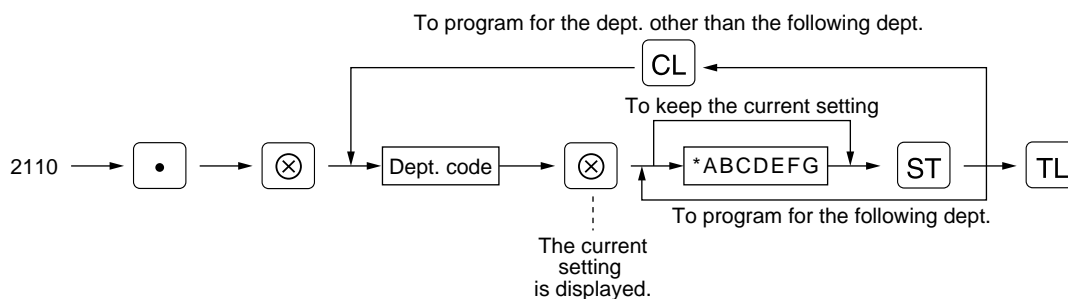 To program for the dept. other than the following dept.
CL
To keep the current setting
2110 • ⊗ Dept. code ⊗ *ABCDEFG ST TL
To program for the following dept.
The current
setting
is displayed.